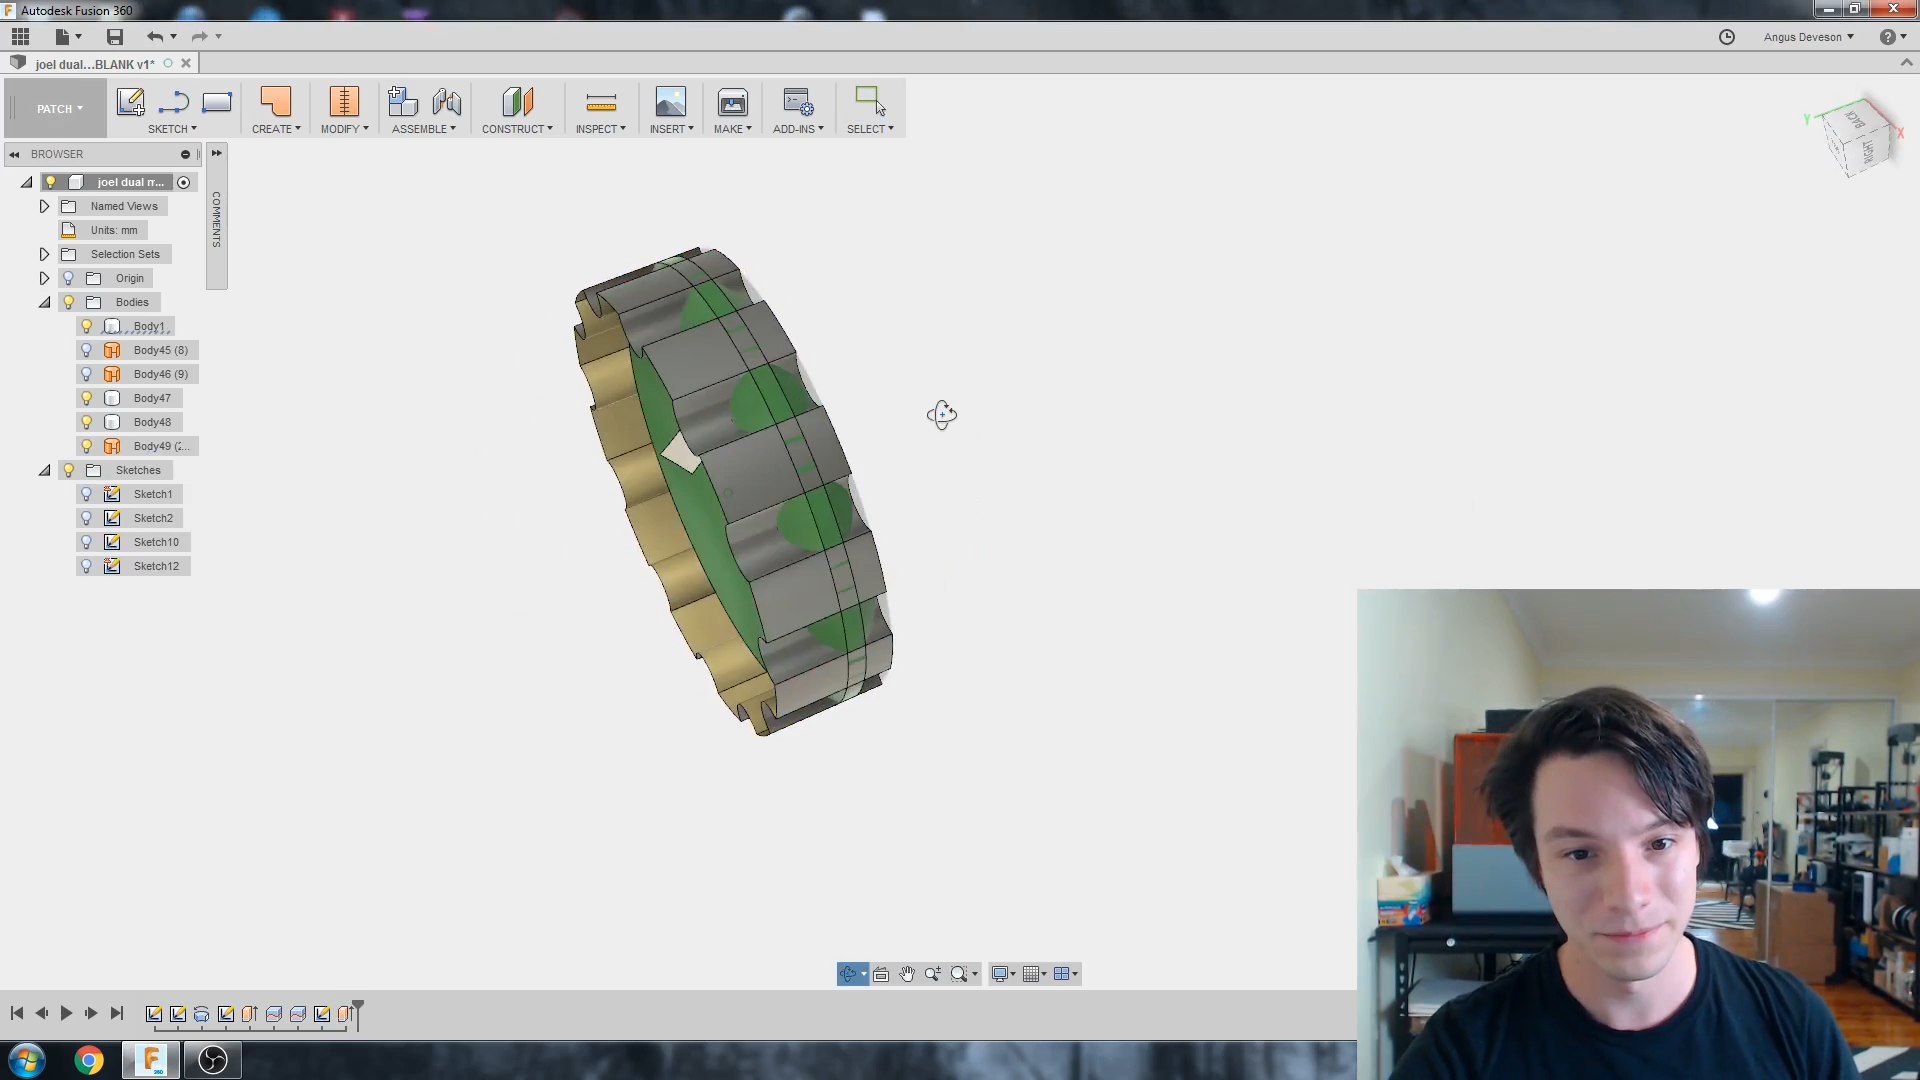 Autodesk Fusion 360
Angus Deveson
joel dual...BLANK v1*
PATCH
SKETCH
CREATE
MODIFY
ASSEMBLE
CONSTRUCT
INSPECT
INSERT
MAKE
ADD-INS
SELECT
BACK
RIGHT
Y
X
BROWSER
COMMENTS
joel dual m...
Named Views
Units: mm
Selection Sets
Origin
Bodies
Body1
Body45 (8)
Body46 (9)
Body47
Body48
Body49 (2...
Sketches
Sketch1
Sketch2
Sketch10
Sketch12